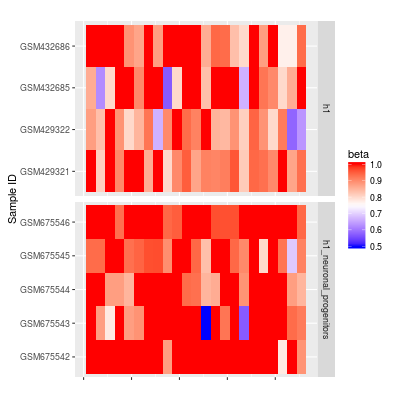 GSM432686
GSM432685
GSM429322
GSM429321
h1
GSM675546
GSM675545
GSM675544
GSM675543
GSM675542
h1_neuronal_progenitors
Sample ID
beta
1.0
0.9
0.8
0.7
0.6
0.5